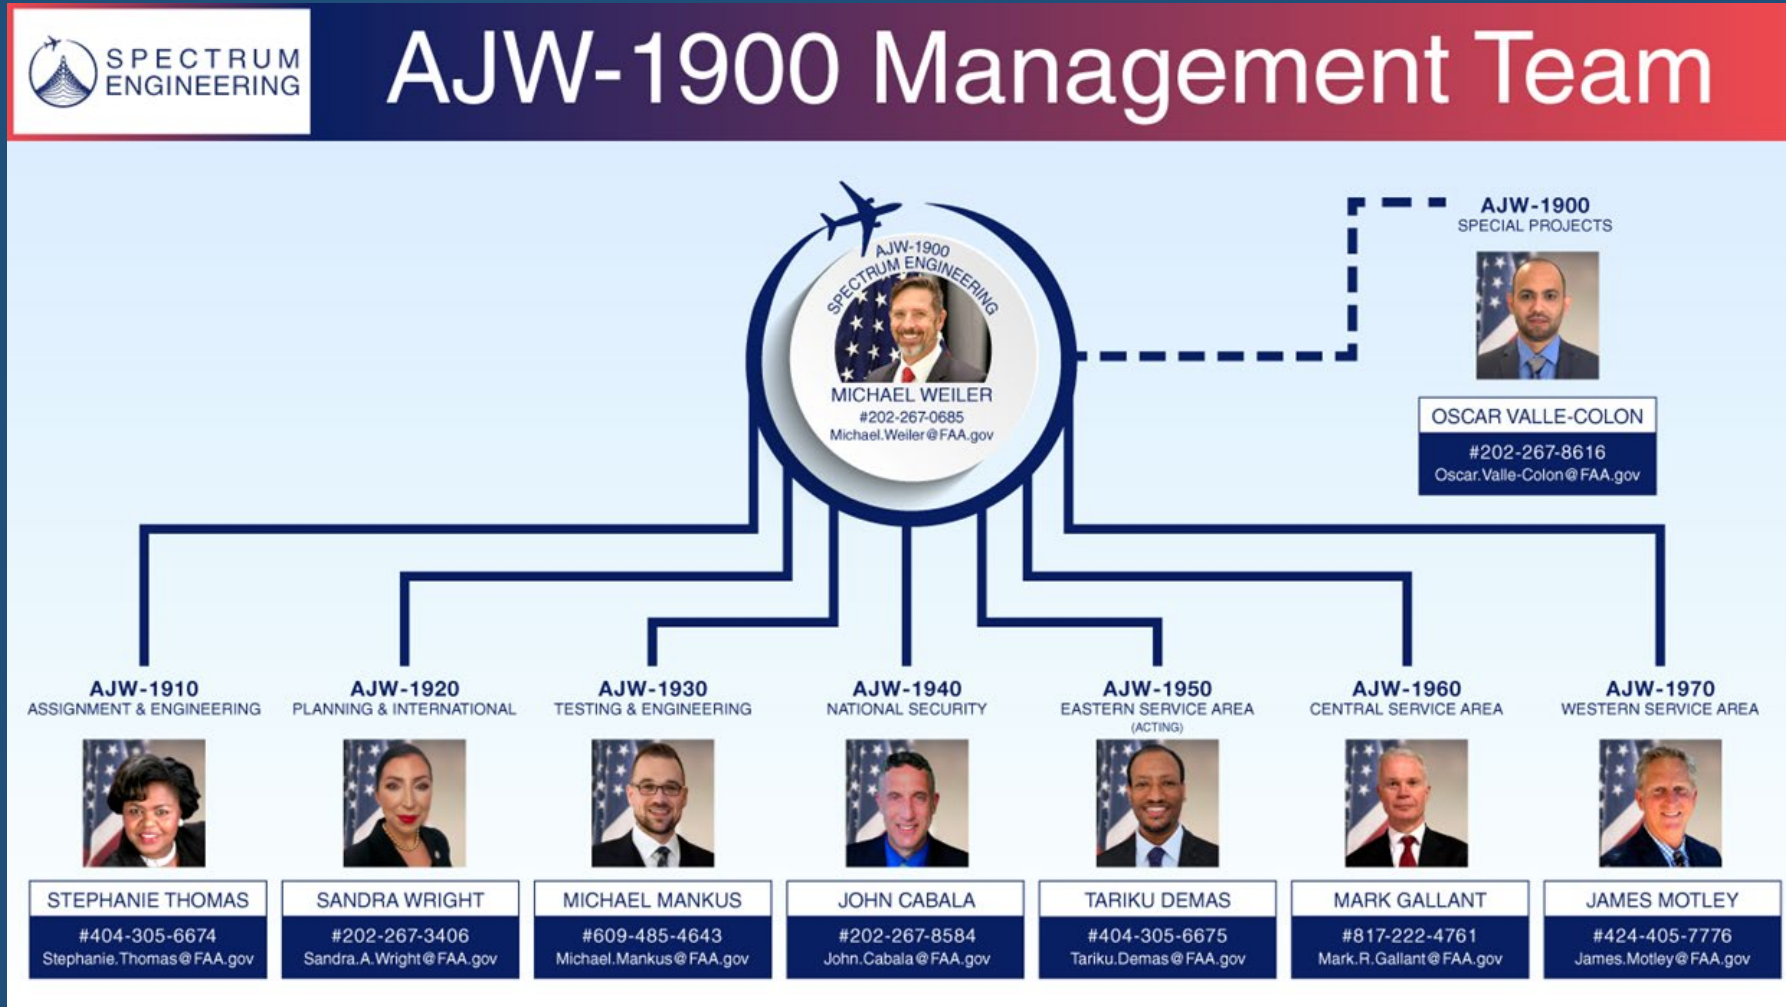 SPECTRUM
ENGINEERING
AJW-1900 Management Team
AJW-1900
SPECTRUM ENGINEERING
MICHAEL WEILER
#202-267-0685
Michael.Weiler@FAA.gov
AJW-1900
SPECIAL PROJECTS
OSCAR VALLE-COLON
#202-267-8616
Oscar.Valle-Colon@FAA.gov
AJW-1910
ASSIGNMENT & ENGINEERING
STEPHANIE THOMAS
#404-305-6674
Stephanie.Thomas@FAA.gov
AJW-1920
PLANNING & INTERNATIONAL
SANDRA WRIGHT
#202-267-3406
Sandra.A.Wright@FAA.gov
AJW-1930
TESTING & ENGINEERING
MICHAEL MANKUS
#609-485-4643
Michael.Mankus@FAA.gov
AJW-1940
NATIONAL SECURITY
JOHN CABALA
#202-267-8584
John.Cabala@FAA.gov
AJW-1950
EASTERN SERVICE AREA
(ACTING)
TARIKU DEMAS
#404-305-6675
Tariku.Demas@FAA.gov
AJW-1960
CENTRAL SERVICE AREA
MARK GALLANT
#817-222-4761
Mark.R.Gallant@FAA.gov
AJW-1970
WESTERN SERVICE AREA
JAMES MOTLEY
#424-405-7776
James.Motley@FAA.gov